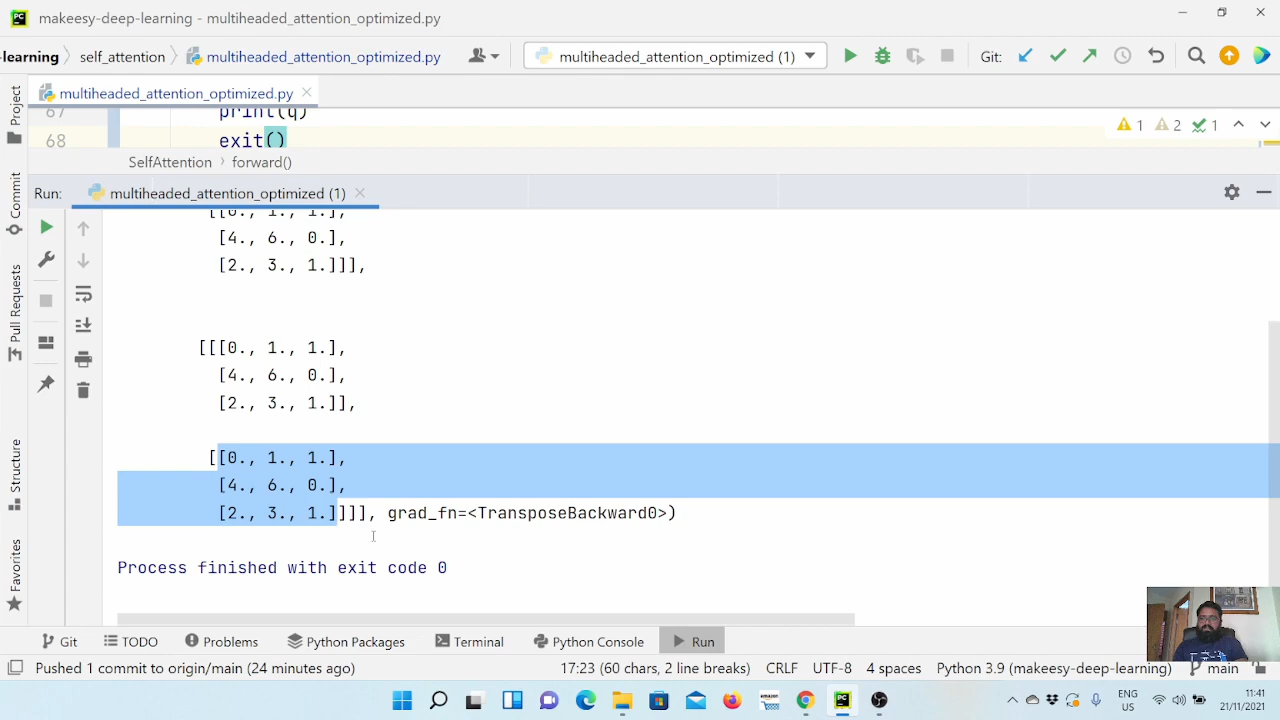 makeesy-deep-learning - multiheaded_attention_optimized.py
learning self_attention multiheaded_attention_optimized.py multiheaded_attention_optimized (1) Git:
multiheaded_attention_optimized.py
67 print(q)
68 exit() 1 2 1
SelfAttention forward()
Run: multiheaded_attention_optimized (1)
[[0., 1., 1.],
[4., 6., 0.],
[2., 3., 1.]]],
[[[0., 1., 1.],
[4., 6., 0.],
[2., 3., 1.]],
[[0., 1., 1.],
[4., 6., 0.],
[2., 3., 1.]]]], grad_fn=<TransposeBackward0>)
Process finished with exit code 0
Project
Commit
Pull Requests
Structure
Favorites
Git TODO Problems Python Packages Terminal Python Console Run
Pushed 1 commit to origin/main (24 minutes ago) 17:23 (60 chars, 2 line breaks) CRLF UTF-8 4 spaces Python 3.9 (makeesy-deep-learning) main
ENG
US
11:41
21/11/2021